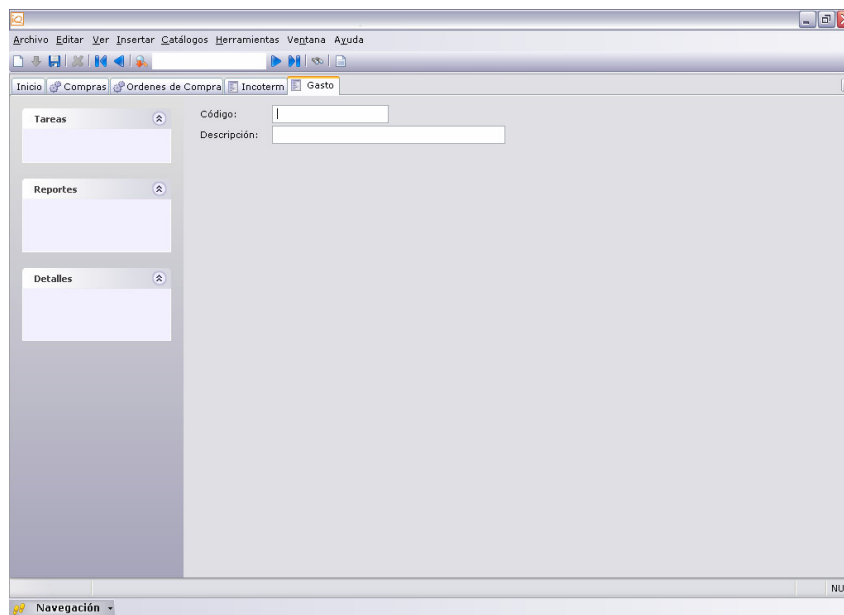 Archivo Editar Ver Insertar Catálogos Herramientas Ventana Ayuda
Inicio Compras Ordenes de Compra Incoterm Gasto
Tareas
Código:
Descripción:
Reportes
Detalles
NU
Navegación